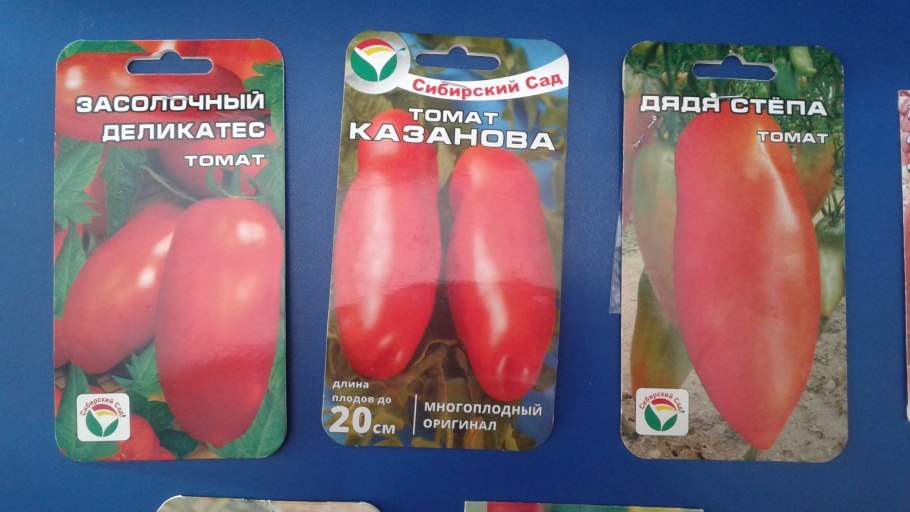 ЗАСОЛОЧНЫЙ
ДЕЛИКАТЕС
ТОМАТ
Сибирский Сад
Сибирский Сад
ТОМАТ
КАЗАНОВА
длина
плодов до
20 см
МНОГОПЛОДНЫЙ
ОРИГИНАЛ
ДЯДЯ СТЁПА
ТОМАТ
Сибирский Сад